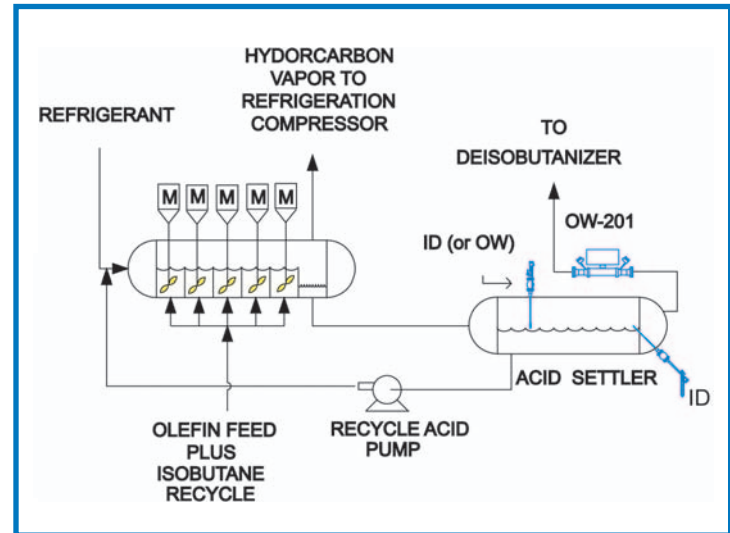 HYDORCARBON
VAPOR TO
REFRIGERATION
COMPRESSOR
REFRIGERANT
TO
DEISOBUTANIZER
M M M M M
OW-201
ID (or OW)
ACID SETTLER
ID
RECYCLE ACID
PUMP
OLEFIN FEED
PLUS
ISOBUTANE
RECYCLE